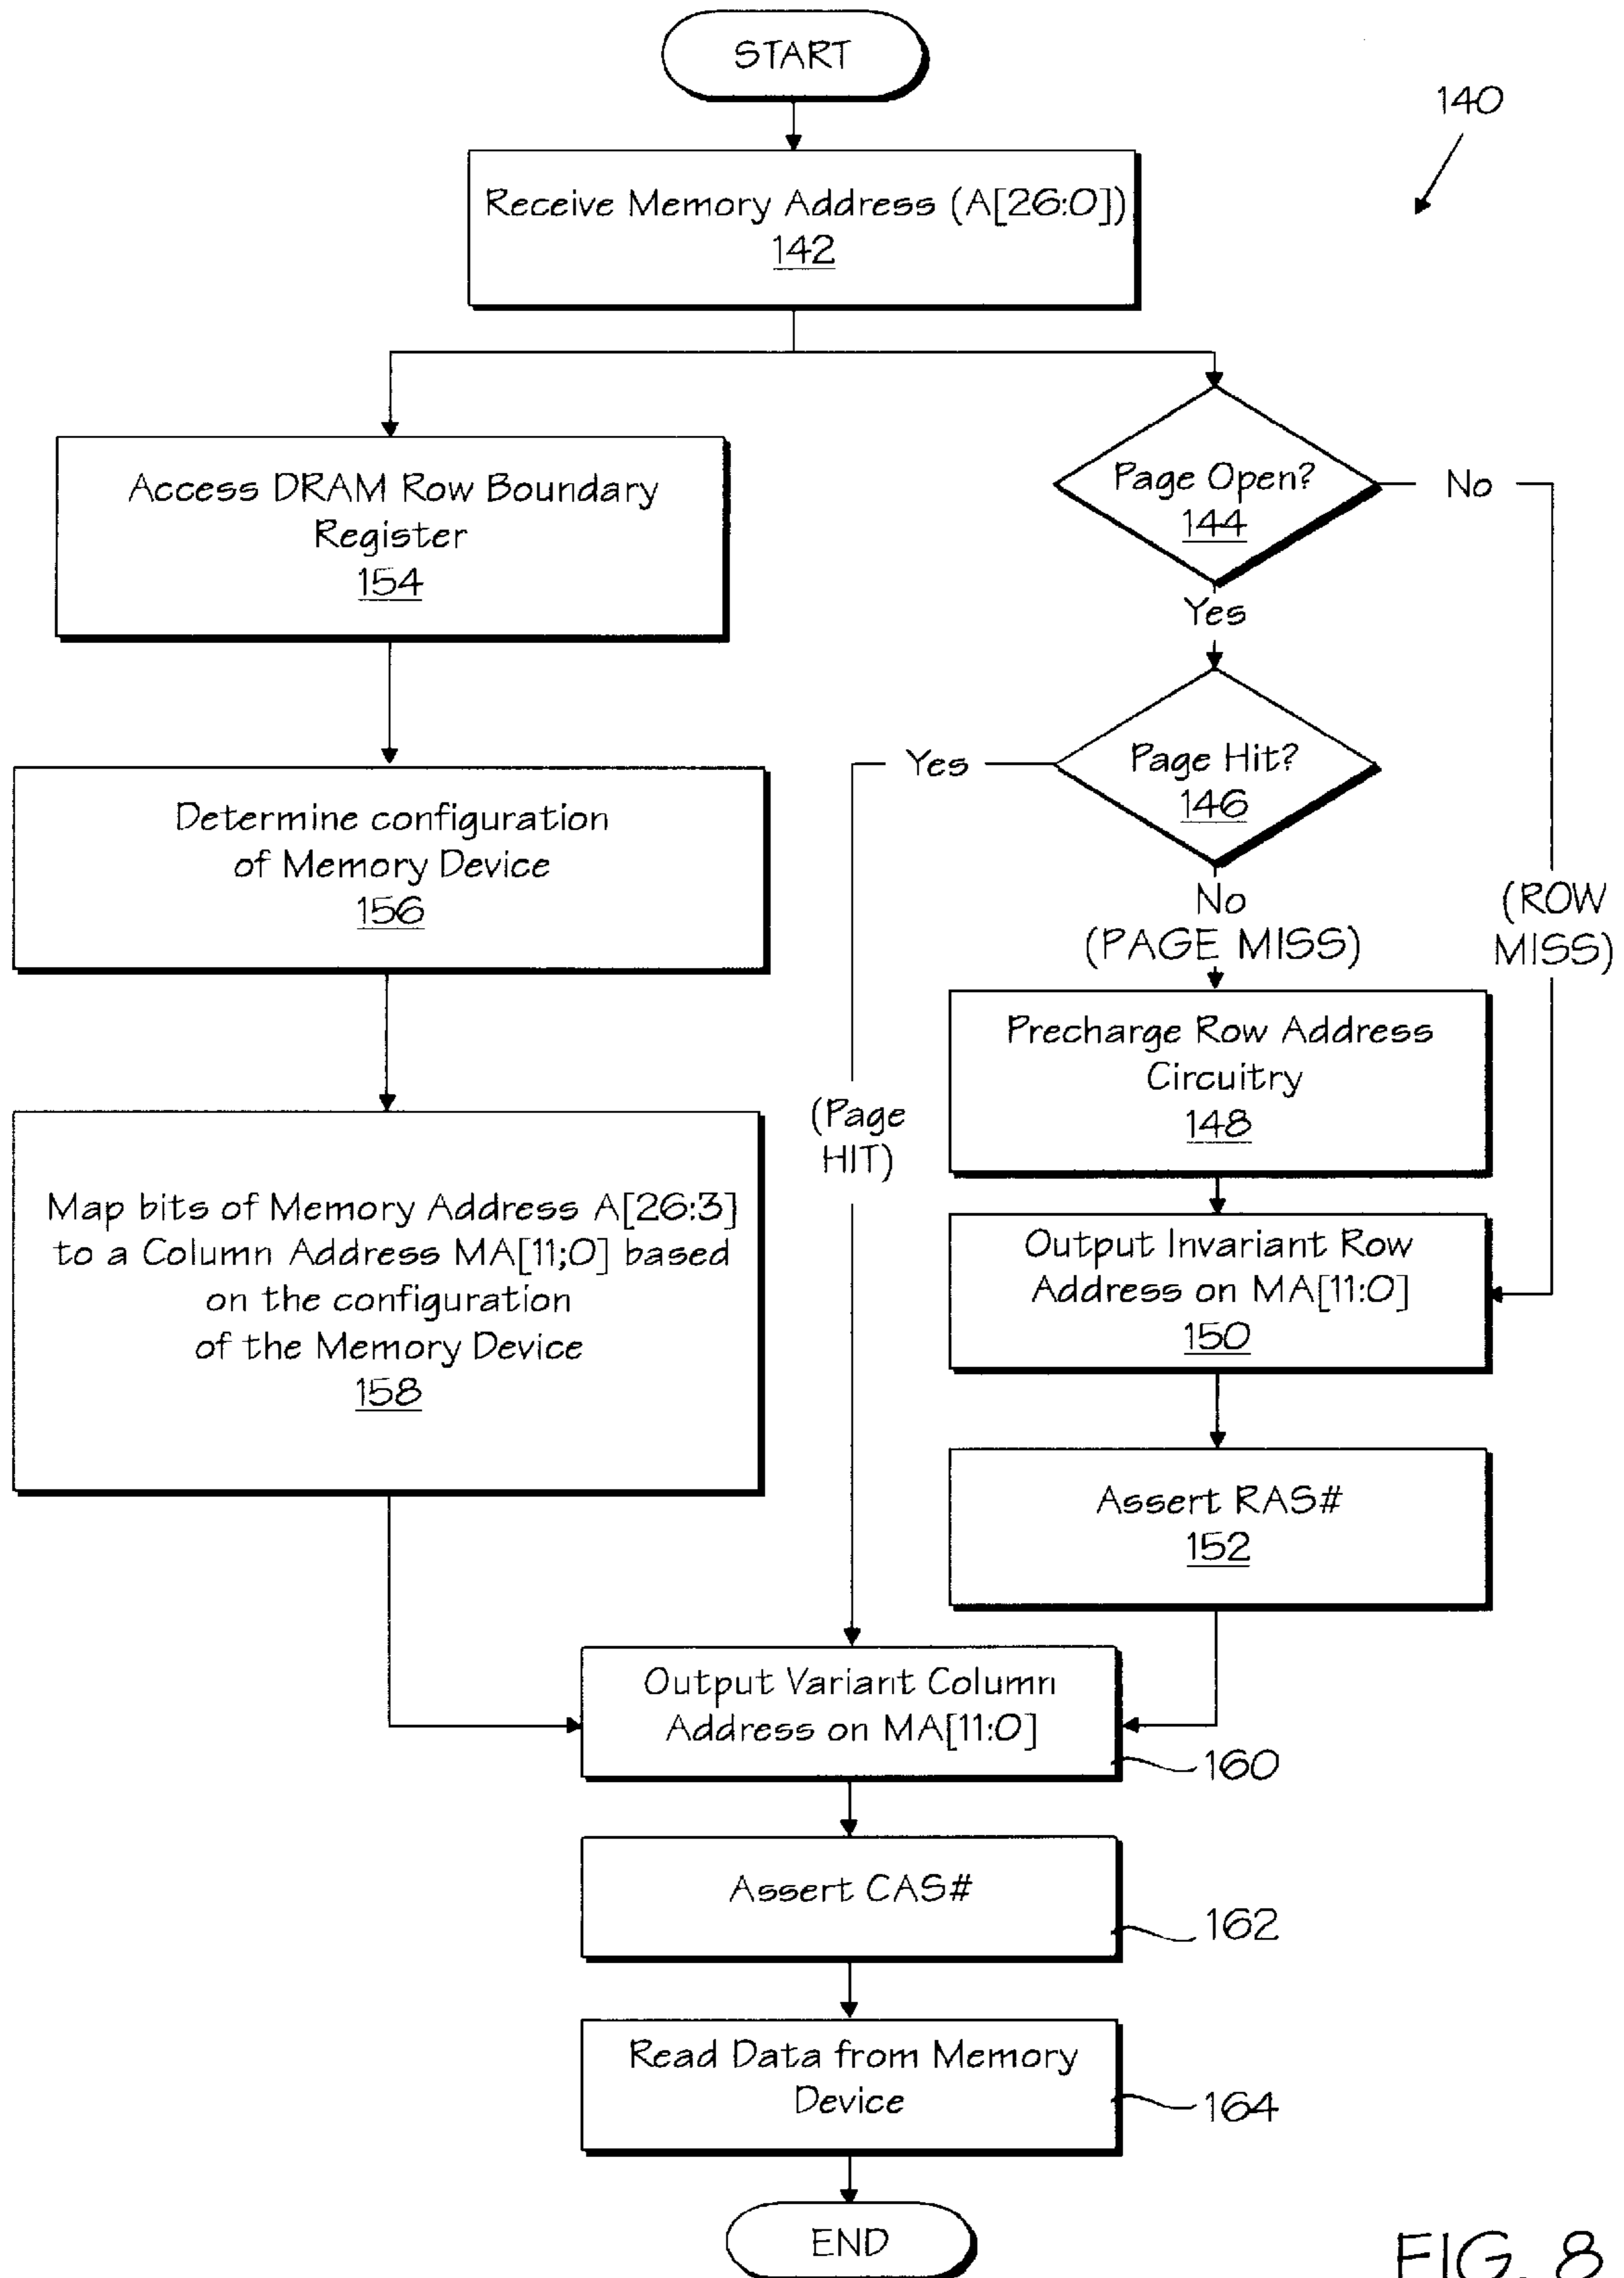 START
140
Receive Memory Address (A[26:0])
142
Access DRAM Row Boundary
Register
154
Page Open?
144
No
Yes
Page Hit?
146
Yes
Determine configuration
of Memory Device
156
No
(PAGE MISS)
(ROW
MISS)
Precharge Row Address
Circuitry
148
(Page
HIT)
Map bits of Memory Address A[26:3]
to a Column Address MA[11;0] based
on the configuration
of the Memory Device
158
Output Invariant Row
Address on MA[11:0]
150
Assert RAS#
152
Output Variant Column
Address on MA[11:0]
160
Assert CAS#
162
Read Data from Memory
Device
164
END
FIG. 8